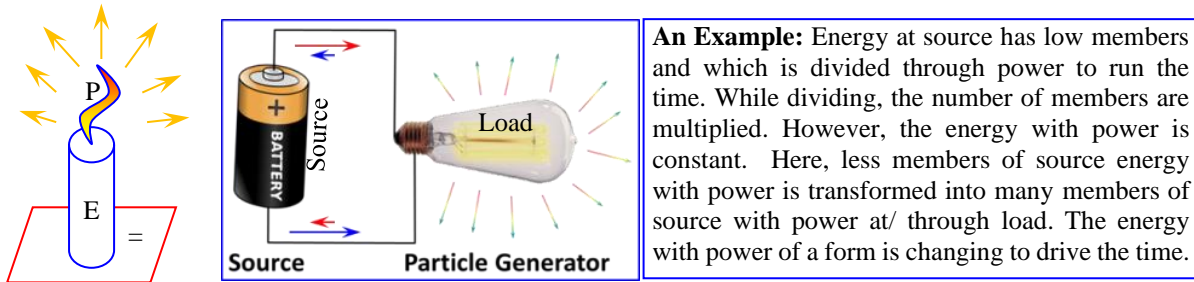 P
E
=
+
BATTERY
Source
Load
Source
Particle Generator
An Example: Energy at source has low members
and which is divided through power to run the
time. While dividing, the number of members are
multiplied. However, the energy with power is
constant. Here, less members of source energy
with power is transformed into many members of
source with power at/ through load. The energy
with power of a form is changing to drive the time.